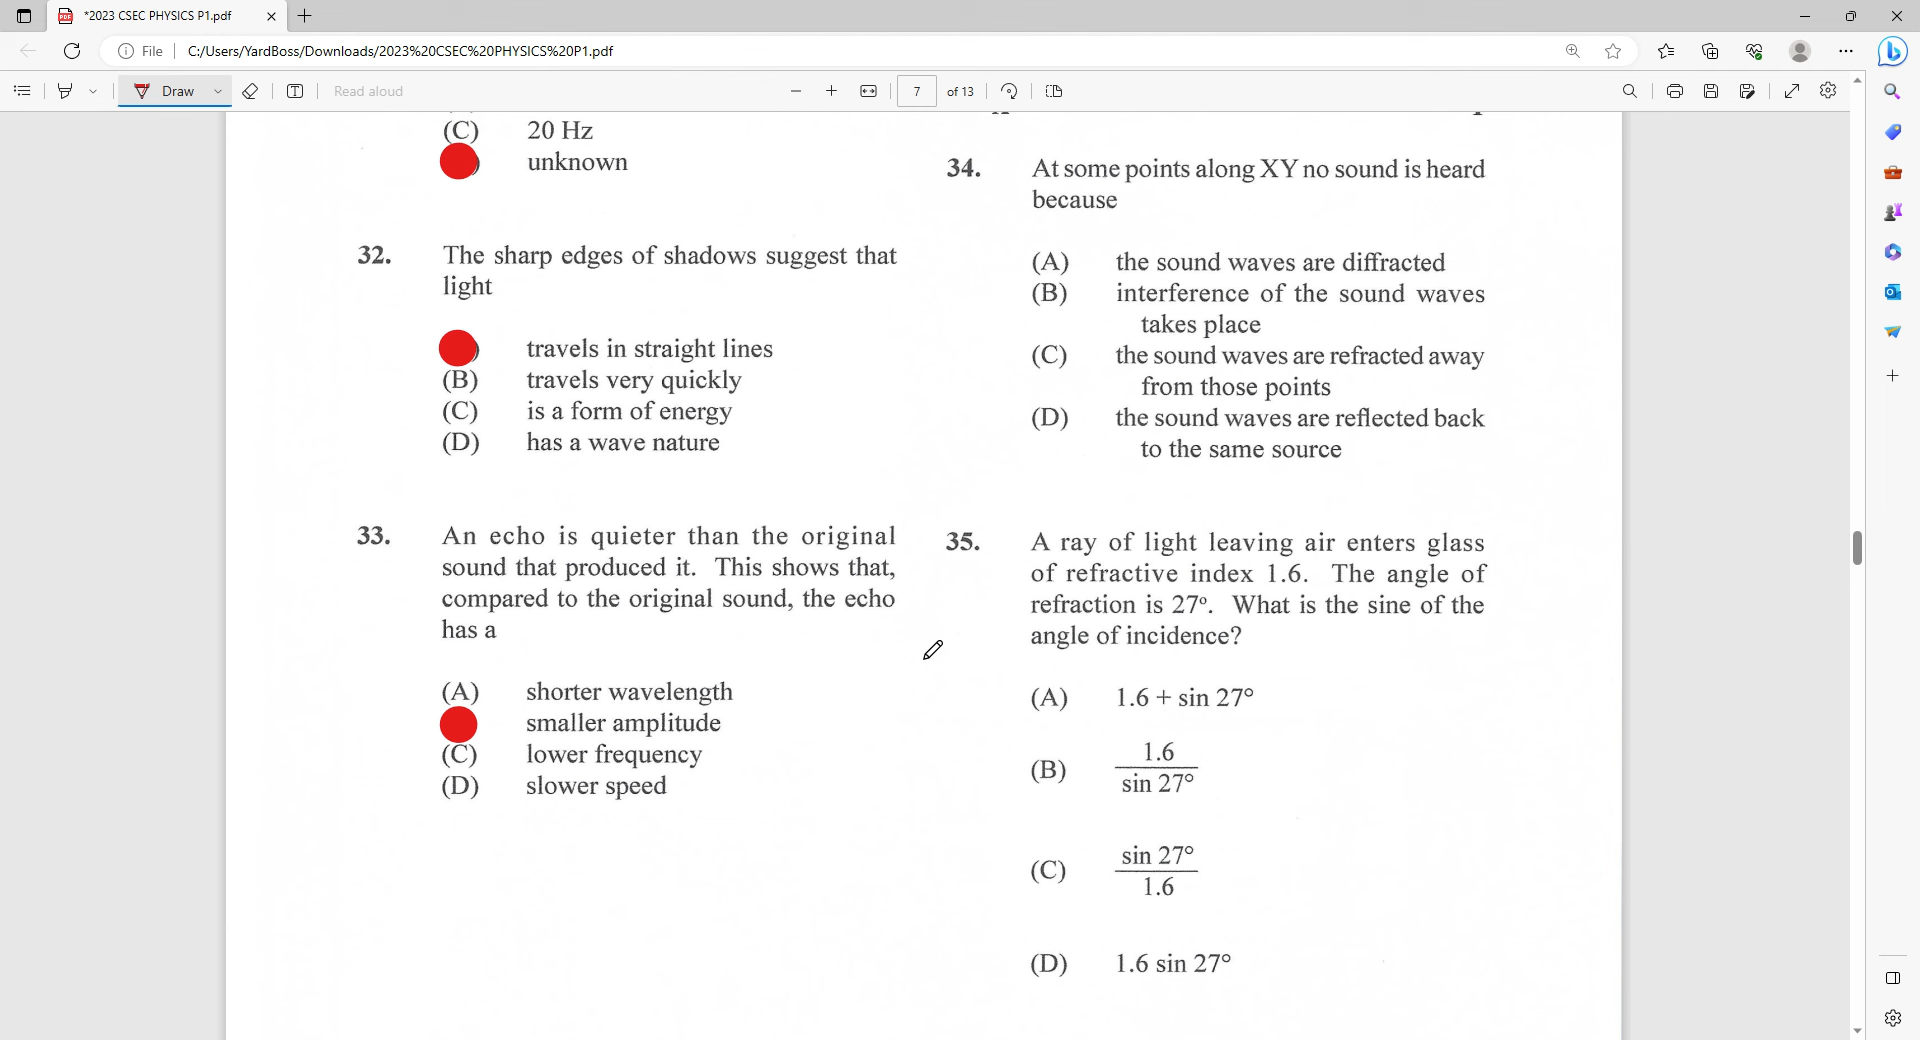 *2023 CSEC PHYSICS P1.pdf
File
C:/Users/YardBoss/Downloads/2023%20CSEC%20PHYSICS%20P1.pdf
Draw
Read aloud
7 of 13
(C) 20 Hz
unknown
32. The sharp edges of shadows suggest that
light
travels in straight lines
(B) travels very quickly
(C) is a form of energy
(D) has a wave nature
33. An echo is quieter than the original
sound that produced it. This shows that,
compared to the original sound, the echo
has a
(A) shorter wavelength
smaller amplitude
(C) lower frequency
(D) slower speed
34. At some points along XY no sound is heard
because
(A) the sound waves are diffracted
(B) interference of the sound waves
takes place
(C) the sound waves are refracted away
from those points
(D) the sound waves are reflected back
to the same source
35. A ray of light leaving air enters glass
of refractive index 1.6. The angle of
refraction is 27°. What is the sine of the
angle of incidence?
(A) 1.6 + sin 27°
(B) 1.6
sin 27°
(C) sin 27°
1.6
(D) 1.6 sin 27°